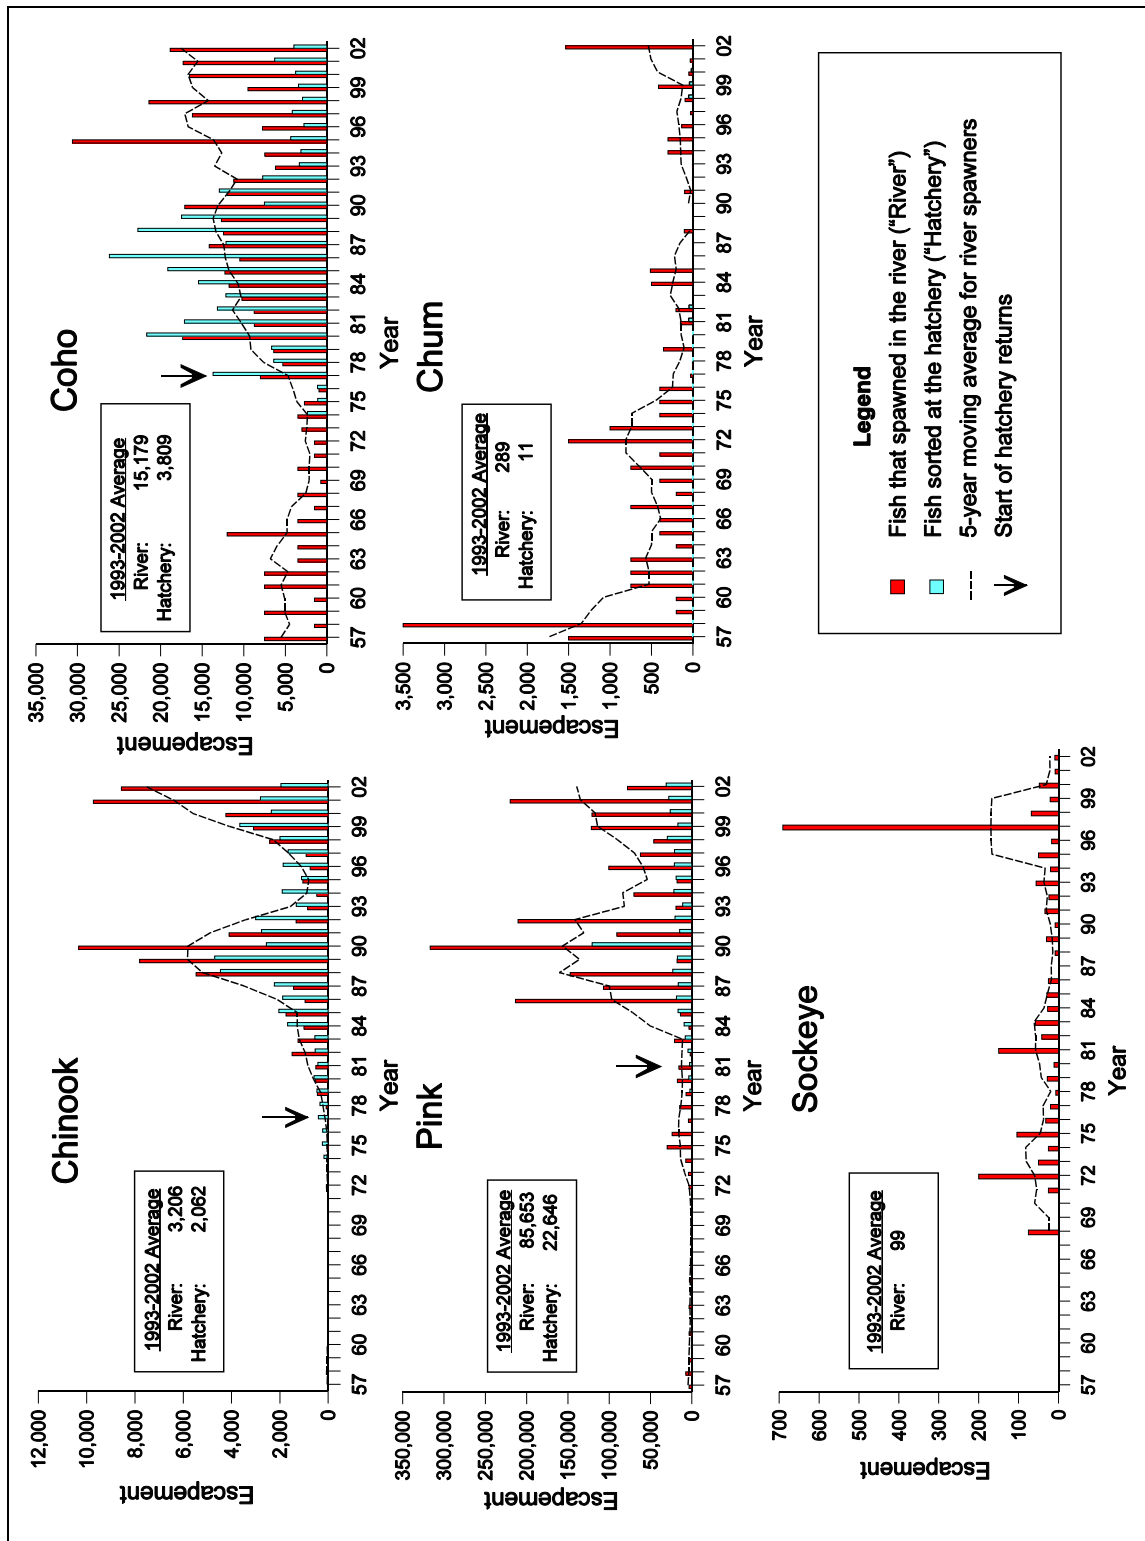 Chinook
12,000
10,000
8,000
6,000
4,000
2,000
0
Escapement
1993-2002 Average
River: 3,206
Hatchery: 2,062
57 60 63 66 69 72 75 78 81 84 87 90 93 96 99 02
Year
Coho
35,000
30,000
25,000
20,000
15,000
10,000
5,000
0
Escapement
1993-2002 Average
River: 15,179
Hatchery: 3,809
57 60 63 66 69 72 75 78 81 84 87 90 93 96 99 02
Year
Pink
350,000
300,000
250,000
200,000
150,000
100,000
50,000
0
Escapement
1993-2002 Average
River: 85,653
Hatchery: 22,646
57 60 63 66 69 72 75 78 81 84 87 90 93 96 99 02
Year
Chum
3,500
3,000
2,500
2,000
1,500
1,000
500
0
Escapement
1993-2002 Average
River: 289
Hatchery: 11
57 60 63 66 69 72 75 78 81 84 87 90 93 96 99 02
Year
Sockeye
700
600
500
400
300
200
100
0
Escapement
1993-2002 Average
River: 99
57 60 63 66 69 72 75 78 81 84 87 90 93 96 99 02
Year
Legend
Fish that spawned in the river (“River”)
Fish sorted at the hatchery (“Hatchery”)
5-year moving average for river spawners
Start of hatchery returns